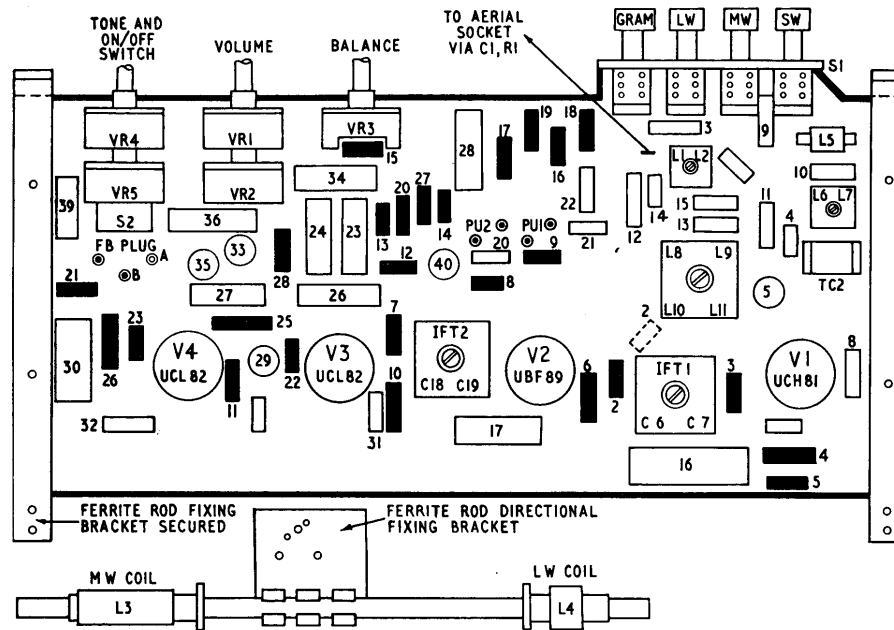 TONE AND
ON/OFF
SWITCH
VOLUME
BALANCE
TO AERIAL
SOCKET
VIA C1, R1
GRAM
LW
MW
SW
S1
VR4
VR1
VR3
15
VR5
VR2
S2
39
36
34
28
17
19
16
18
3
9
L5
L1 L2
10
L6 L7
22
12
14
15
13
11
4
21
FB PLUG
A
B
35
33
28
24
23
13
20
27
14
12
40
PU2
PU1
20
9
8
L8
L9
L10
L11
5
TC2
21
27
26
30
26
23
25
V4
UCL82
11
29
22
V3
UCL82
7
10
IFT2
C18 C19
V2
UBF89
6
2
2
IFT1
C6 C7
3
V1
UCH81
8
32
31
17
16
4
5
FERRITE ROD FIXING
BRACKET SECURED
FERRITE ROD DIRECTIONAL
FIXING BRACKET
MW COIL
L3
LW COIL
L4